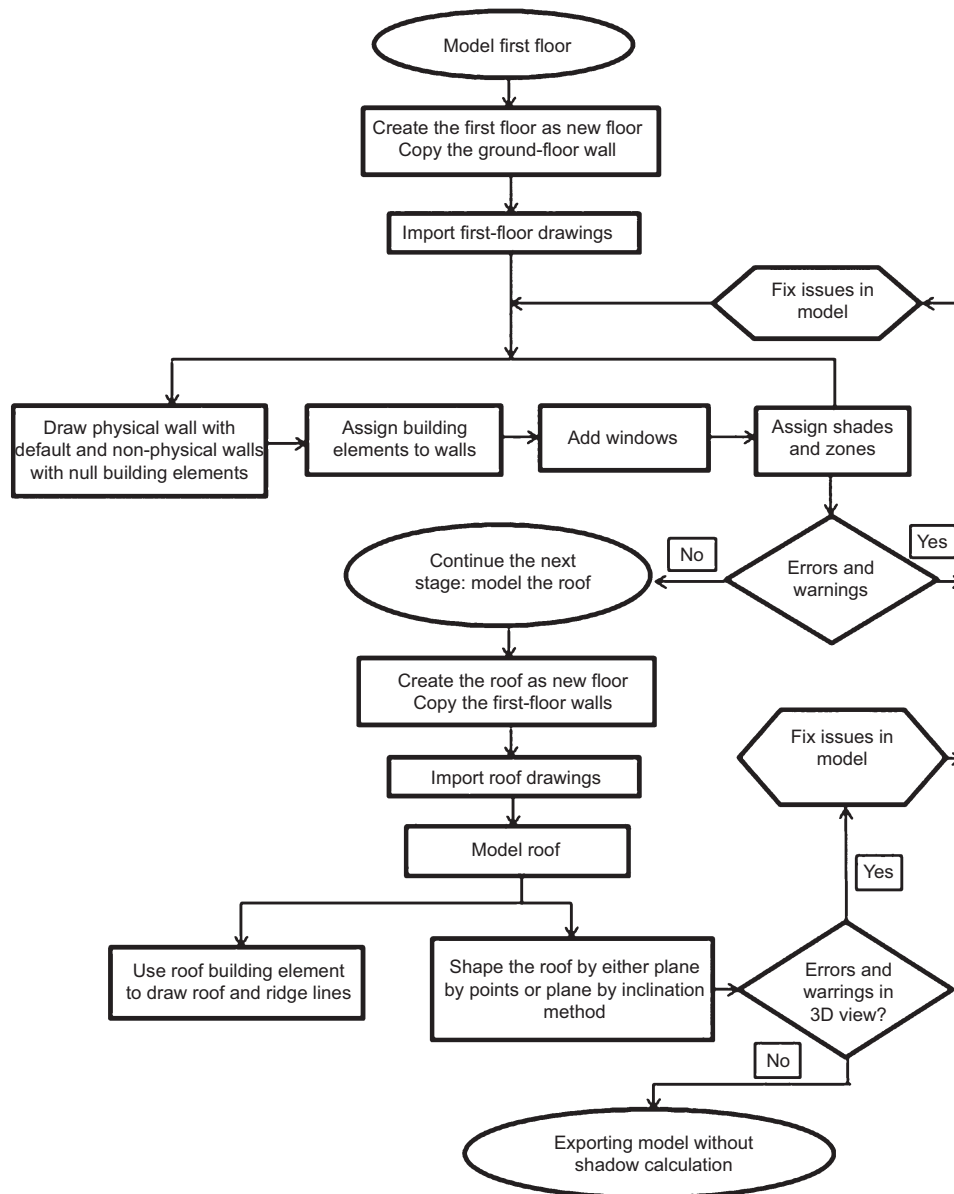 Model first floor
Create the first floor as new floor
Copy the ground-floor wall
Import first-floor drawings
Fix issues in
model
Draw physical wall with
default and non-physical walls
with null building elements
Assign building
elements to walls
Add windows
Assign shades
and zones
Continue the next
stage: model the roof
No
Errors and
warnings
Yes
Create the roof as new floor
Copy the first-floor walls
Import roof drawings
Fix issues in
model
Model roof
Yes
Use roof building element
to draw roof and ridge lines
Shape the roof by either plane
by points or plane by inclination
method
Errors and
warrings in
3D view?
No
Exporting model without
shadow calculation